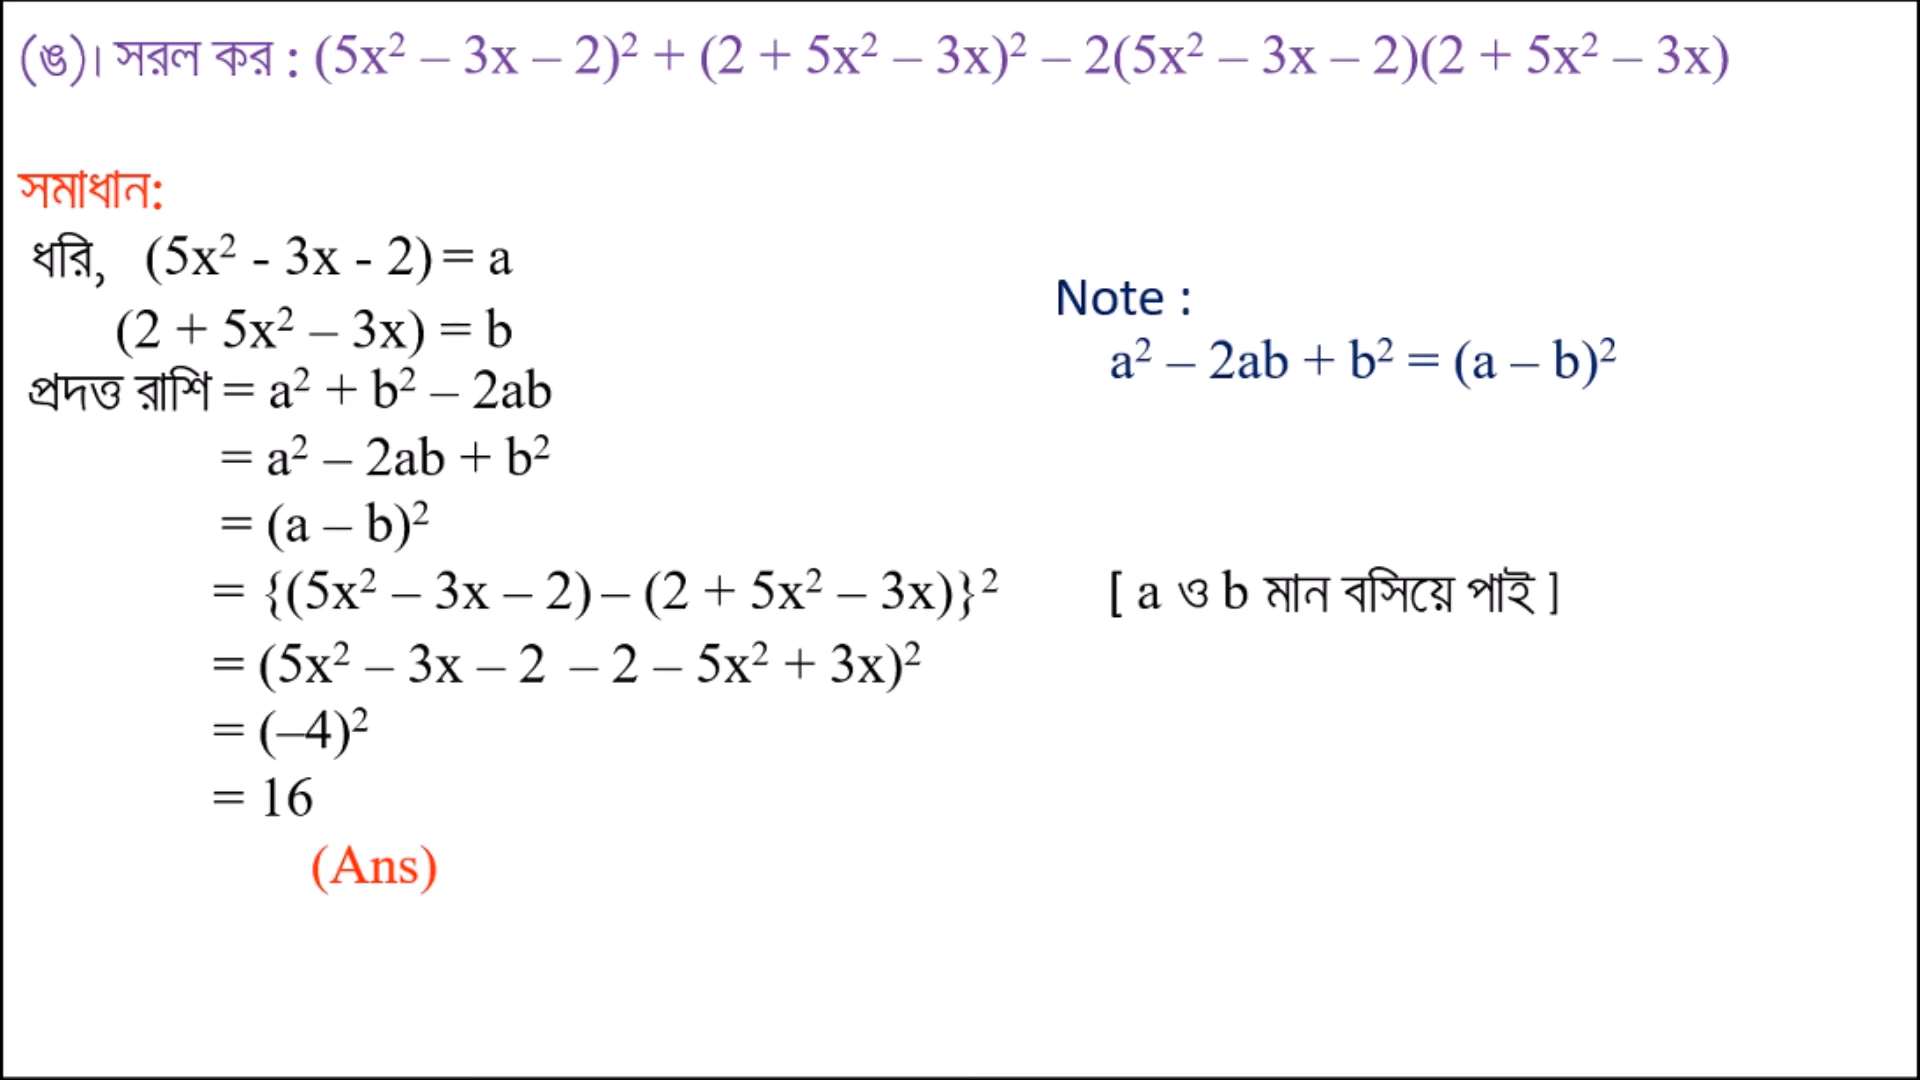 (ঙ)। সরল কর : (5x² – 3x – 2)² + (2 + 5x² – 3x)² – 2(5x² – 3x – 2)(2 + 5x² – 3x)
সমাধান:
ধরি, (5x² - 3x - 2) = a
(2 + 5x² – 3x) = b
Note :
a² – 2ab + b² = (a – b)²
প্রদত্ত রাশি = a² + b² – 2ab
= a² – 2ab + b²
= (a – b)²
= {(5x² – 3x – 2) – (2 + 5x² – 3x)}² [ a ও b মান বসিয়ে পাই ]
= (5x² – 3x – 2 – 2 – 5x² + 3x)²
= (–4)²
= 16
(Ans)